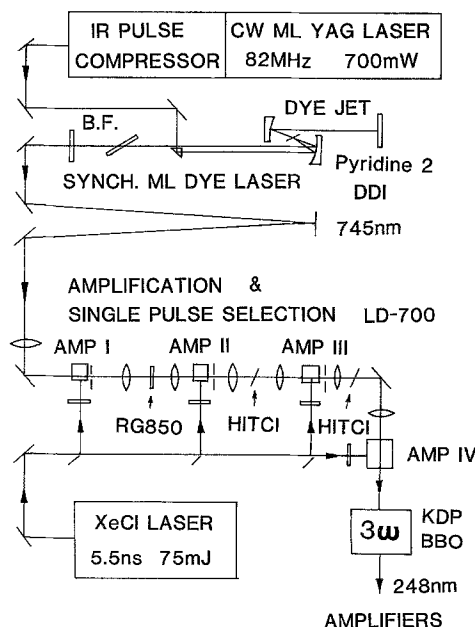 IR PULSE
COMPRESSOR
CW ML YAG LASER
82MHz 700mW
DYE JET
B.F.
Pyridine 2
DDI
SYNCH. ML DYE LASER
745nm
AMPLIFICATION &
SINGLE PULSE SELECTION LD-700
AMP I
AMP II
AMP III
RG850
HITCI
HITCI
AMP IV
XeCl LASER
5.5ns 75mJ
3ω
KDP
BBO
248nm
AMPLIFIERS